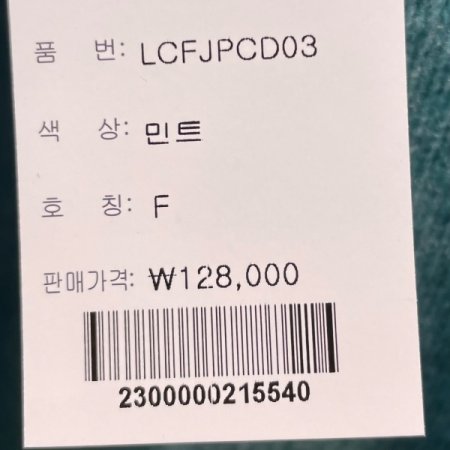 품 번: LCFJPCD03
색 상: 민트
호 칭: F
판매가격: ₩128,000
2300000215540